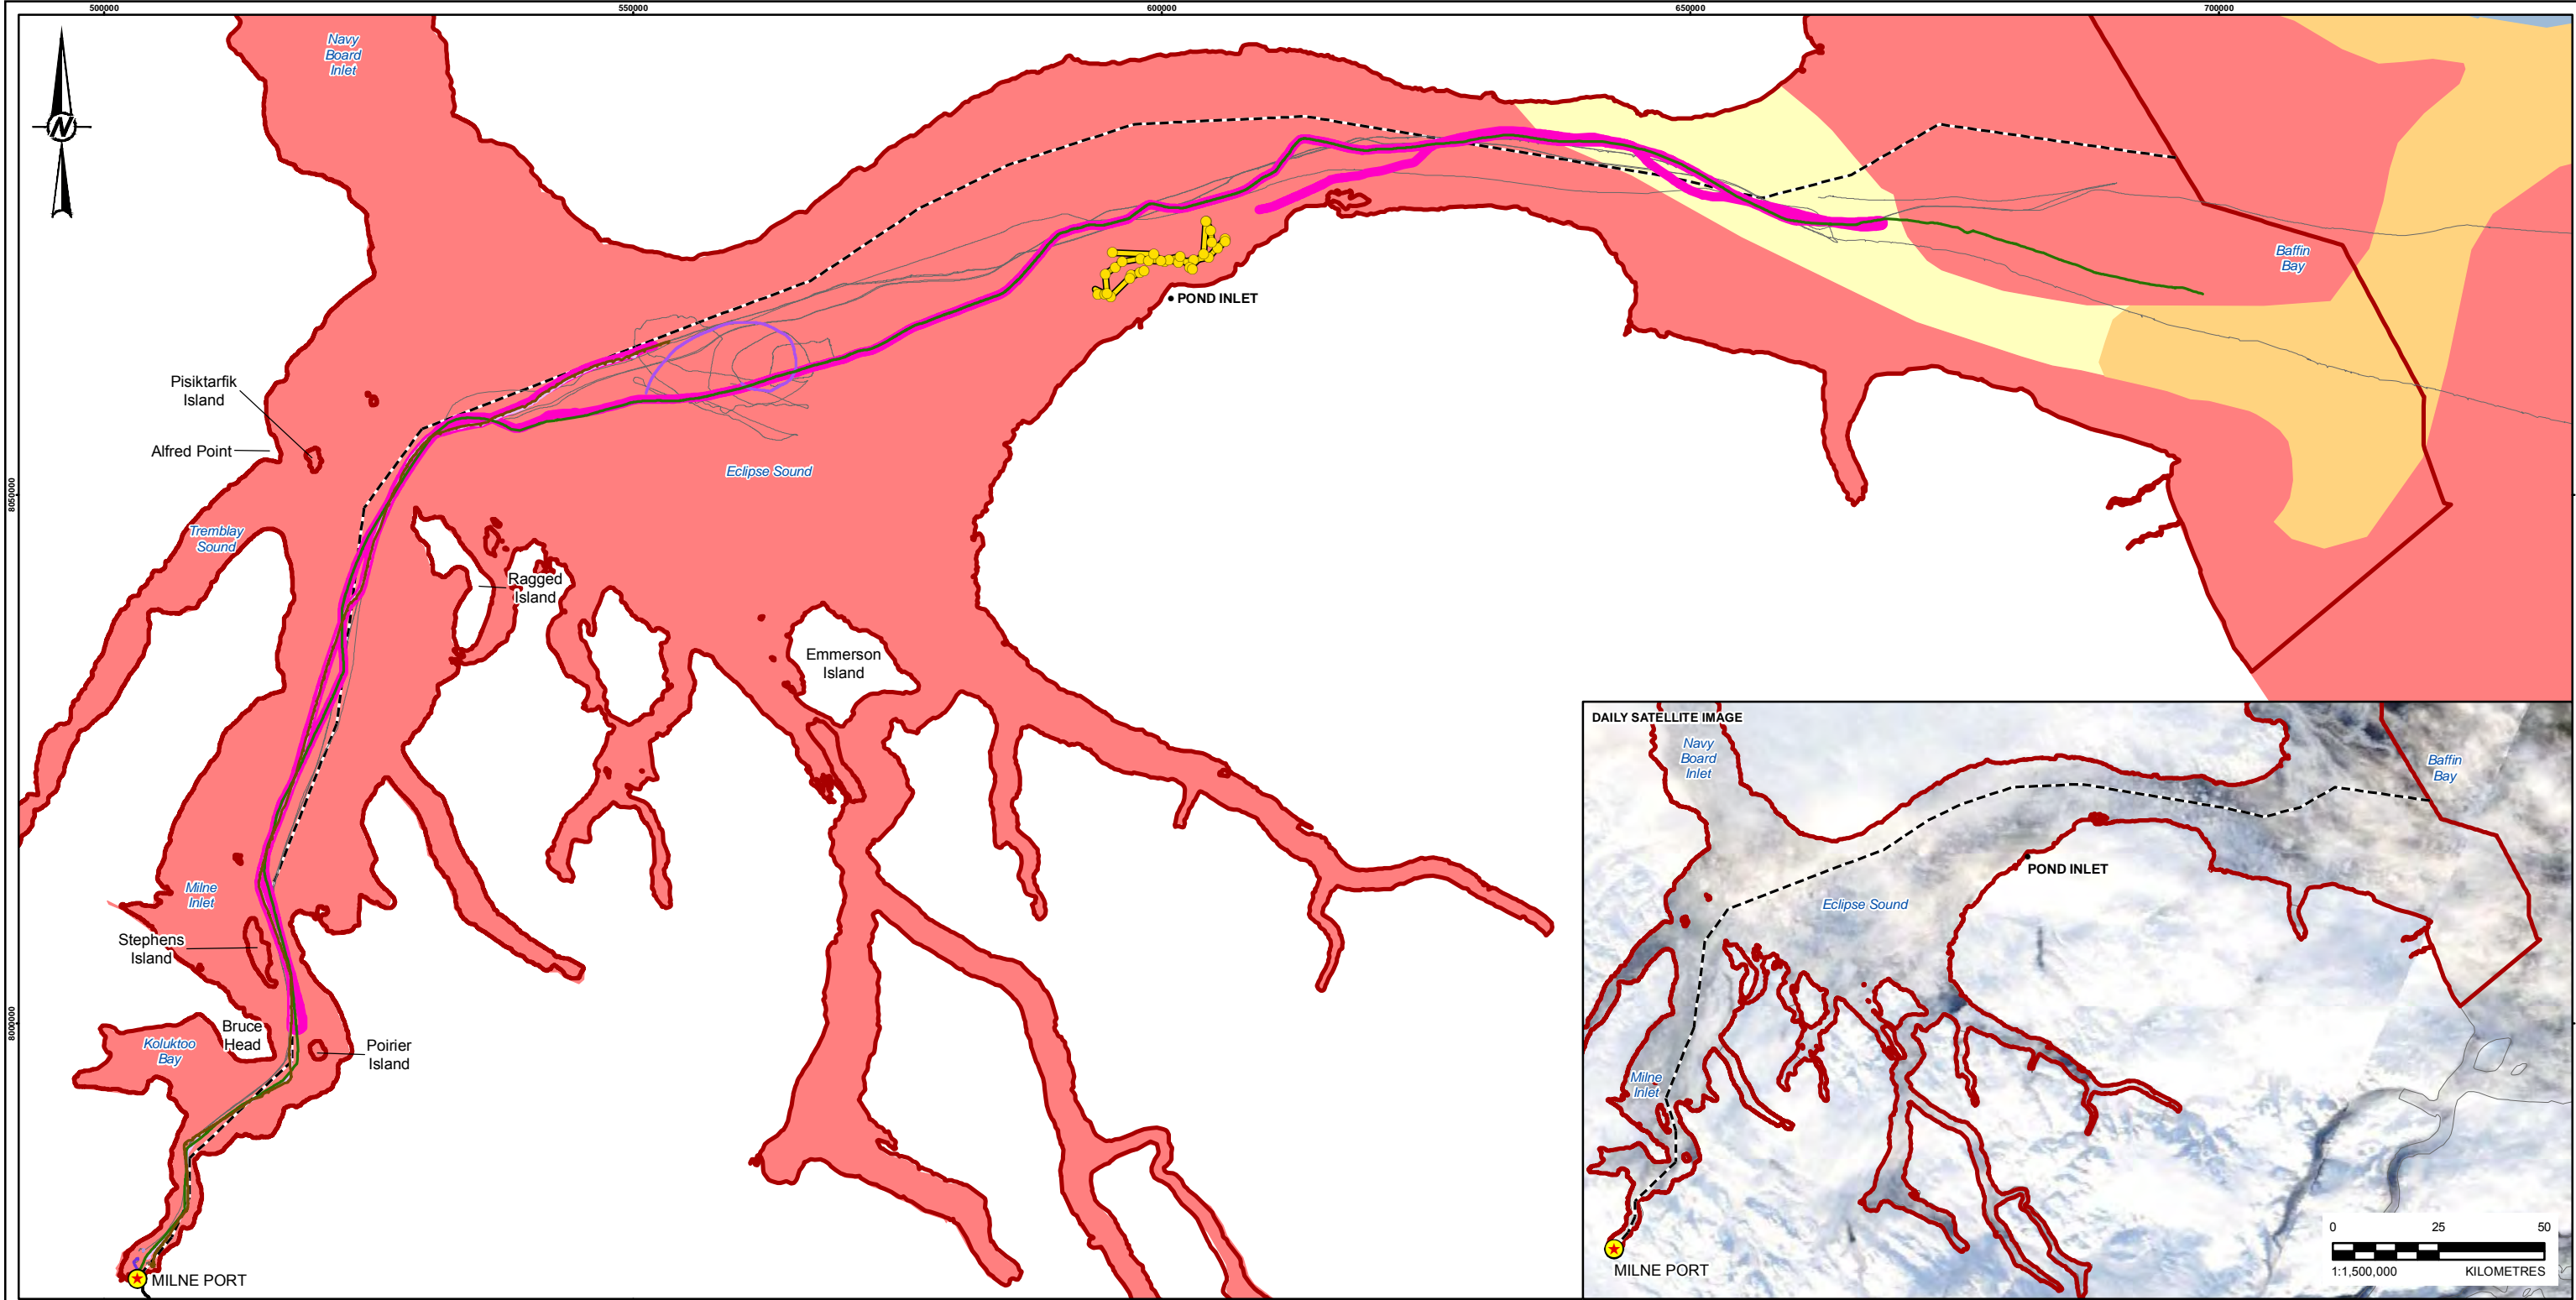 500000
550000
600000
650000
700000
Navy
Board
Inlet
N
Baffin
Bay
POND INLET
Pisiktarfik
Island
Alfred Point
Eclipse Sound
8050000
Tremblay
Sound
Ragged
Island
Emmerson
Island
Milne
Inlet
Stephens
Island
8000000
Bruce
Head
Koluktoo
Bay
Poirier
Island
MILNE PORT
DAILY SATELLITE IMAGE
Navy
Board
Inlet
Baffin
Bay
POND INLET
Eclipse Sound
Milne
Inlet
MILNE PORT
0 25 50
1:1,500,000 KILOMETRES